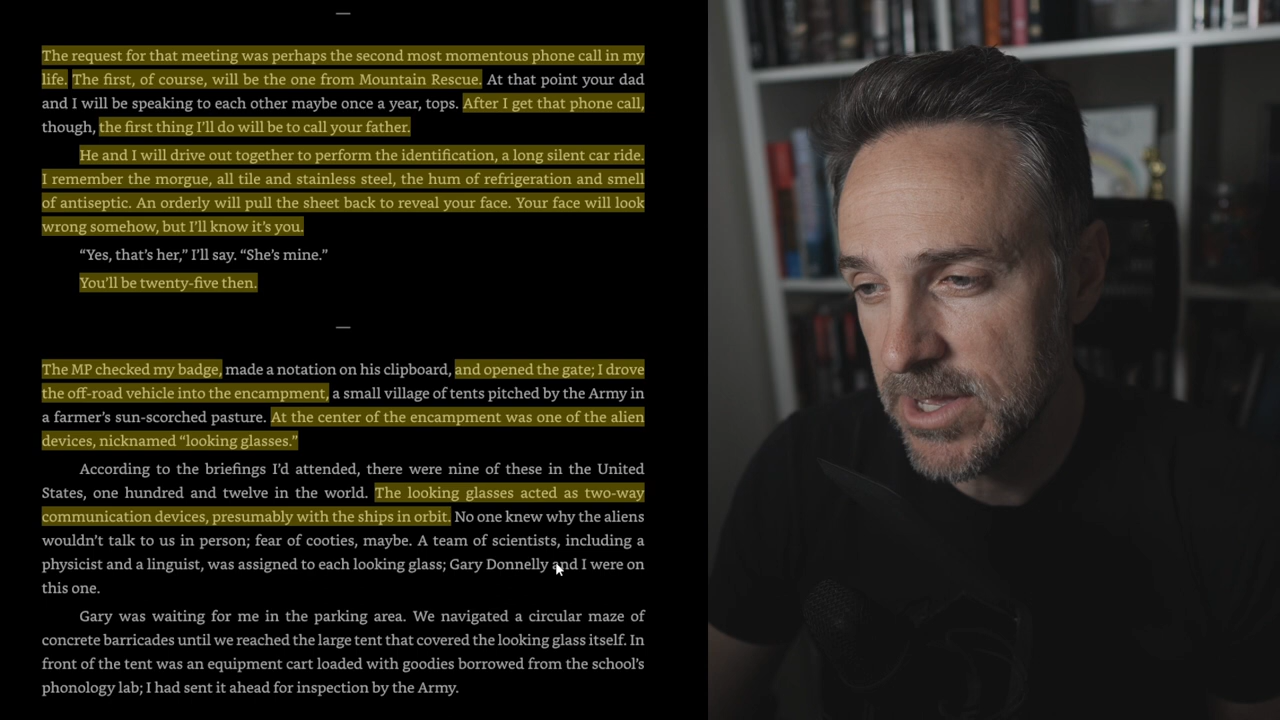 —
The request for that meeting was perhaps the second most momentous phone call in my
life. The first, of course, will be the one from Mountain Rescue. At that point your dad
and I will be speaking to each other maybe once a year, tops. After I get that phone call,
though, the first thing I’ll do will be to call your father.
He and I will drive out together to perform the identification, a long silent car ride.
I remember the morgue, all tile and stainless steel, the hum of refrigeration and smell
of antiseptic. An orderly will pull the sheet back to reveal your face. Your face will look
wrong somehow, but I’ll know it’s you.
“Yes, that’s her,” I’ll say. “She’s mine.”
You’ll be twenty-five then.
—
The MP checked my badge, made a notation on his clipboard, and opened the gate; I drove
the off-road vehicle into the encampment, a small village of tents pitched by the Army in
a farmer’s sun-scorched pasture. At the center of the encampment was one of the alien
devices, nicknamed “looking glasses.”
According to the briefings I’d attended, there were nine of these in the United
States, one hundred and twelve in the world. The looking glasses acted as two-way
communication devices, presumably with the ships in orbit. No one knew why the aliens
wouldn’t talk to us in person; fear of cooties, maybe. A team of scientists, including a
physicist and a linguist, was assigned to each looking glass; Gary Donnelly and I were on
this one.
Gary was waiting for me in the parking area. We navigated a circular maze of
concrete barricades until we reached the large tent that covered the looking glass itself. In
front of the tent was an equipment cart loaded with goodies borrowed from the school’s
phonology lab; I had sent it ahead for inspection by the Army.